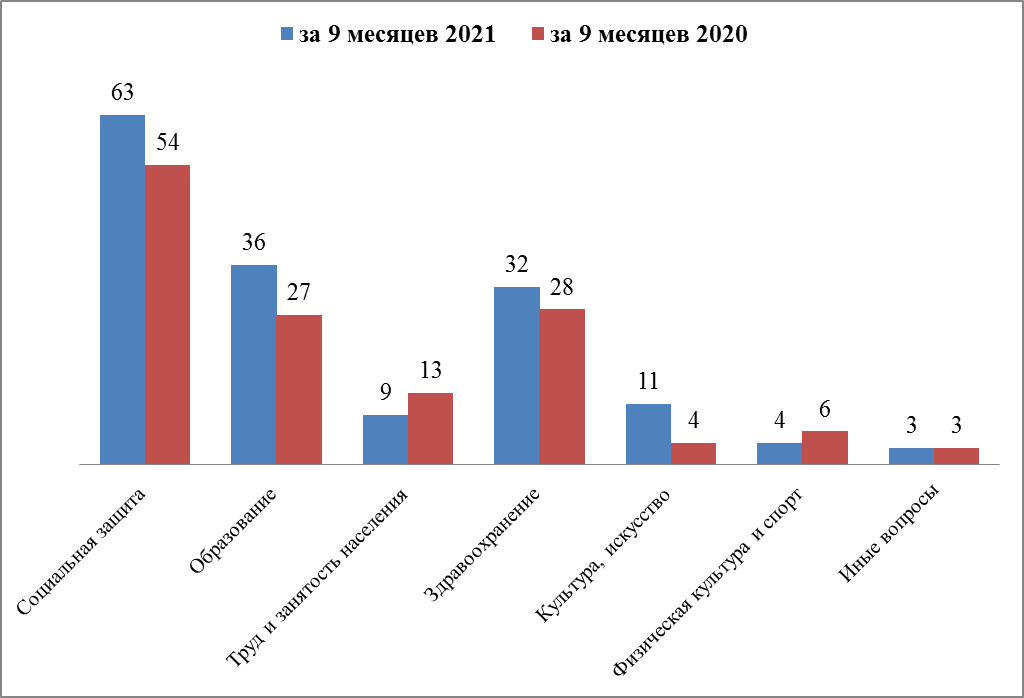 за 9 месяцев 2021 за 9 месяцев 2020
63 54
36 27
9 13
32 28
11 4
4 6
3 3
Социальная защита
Образование
Труд и занятость населения
Здравоохранение
Культура, искусство
Физическая культура и спорт
Иные вопросы